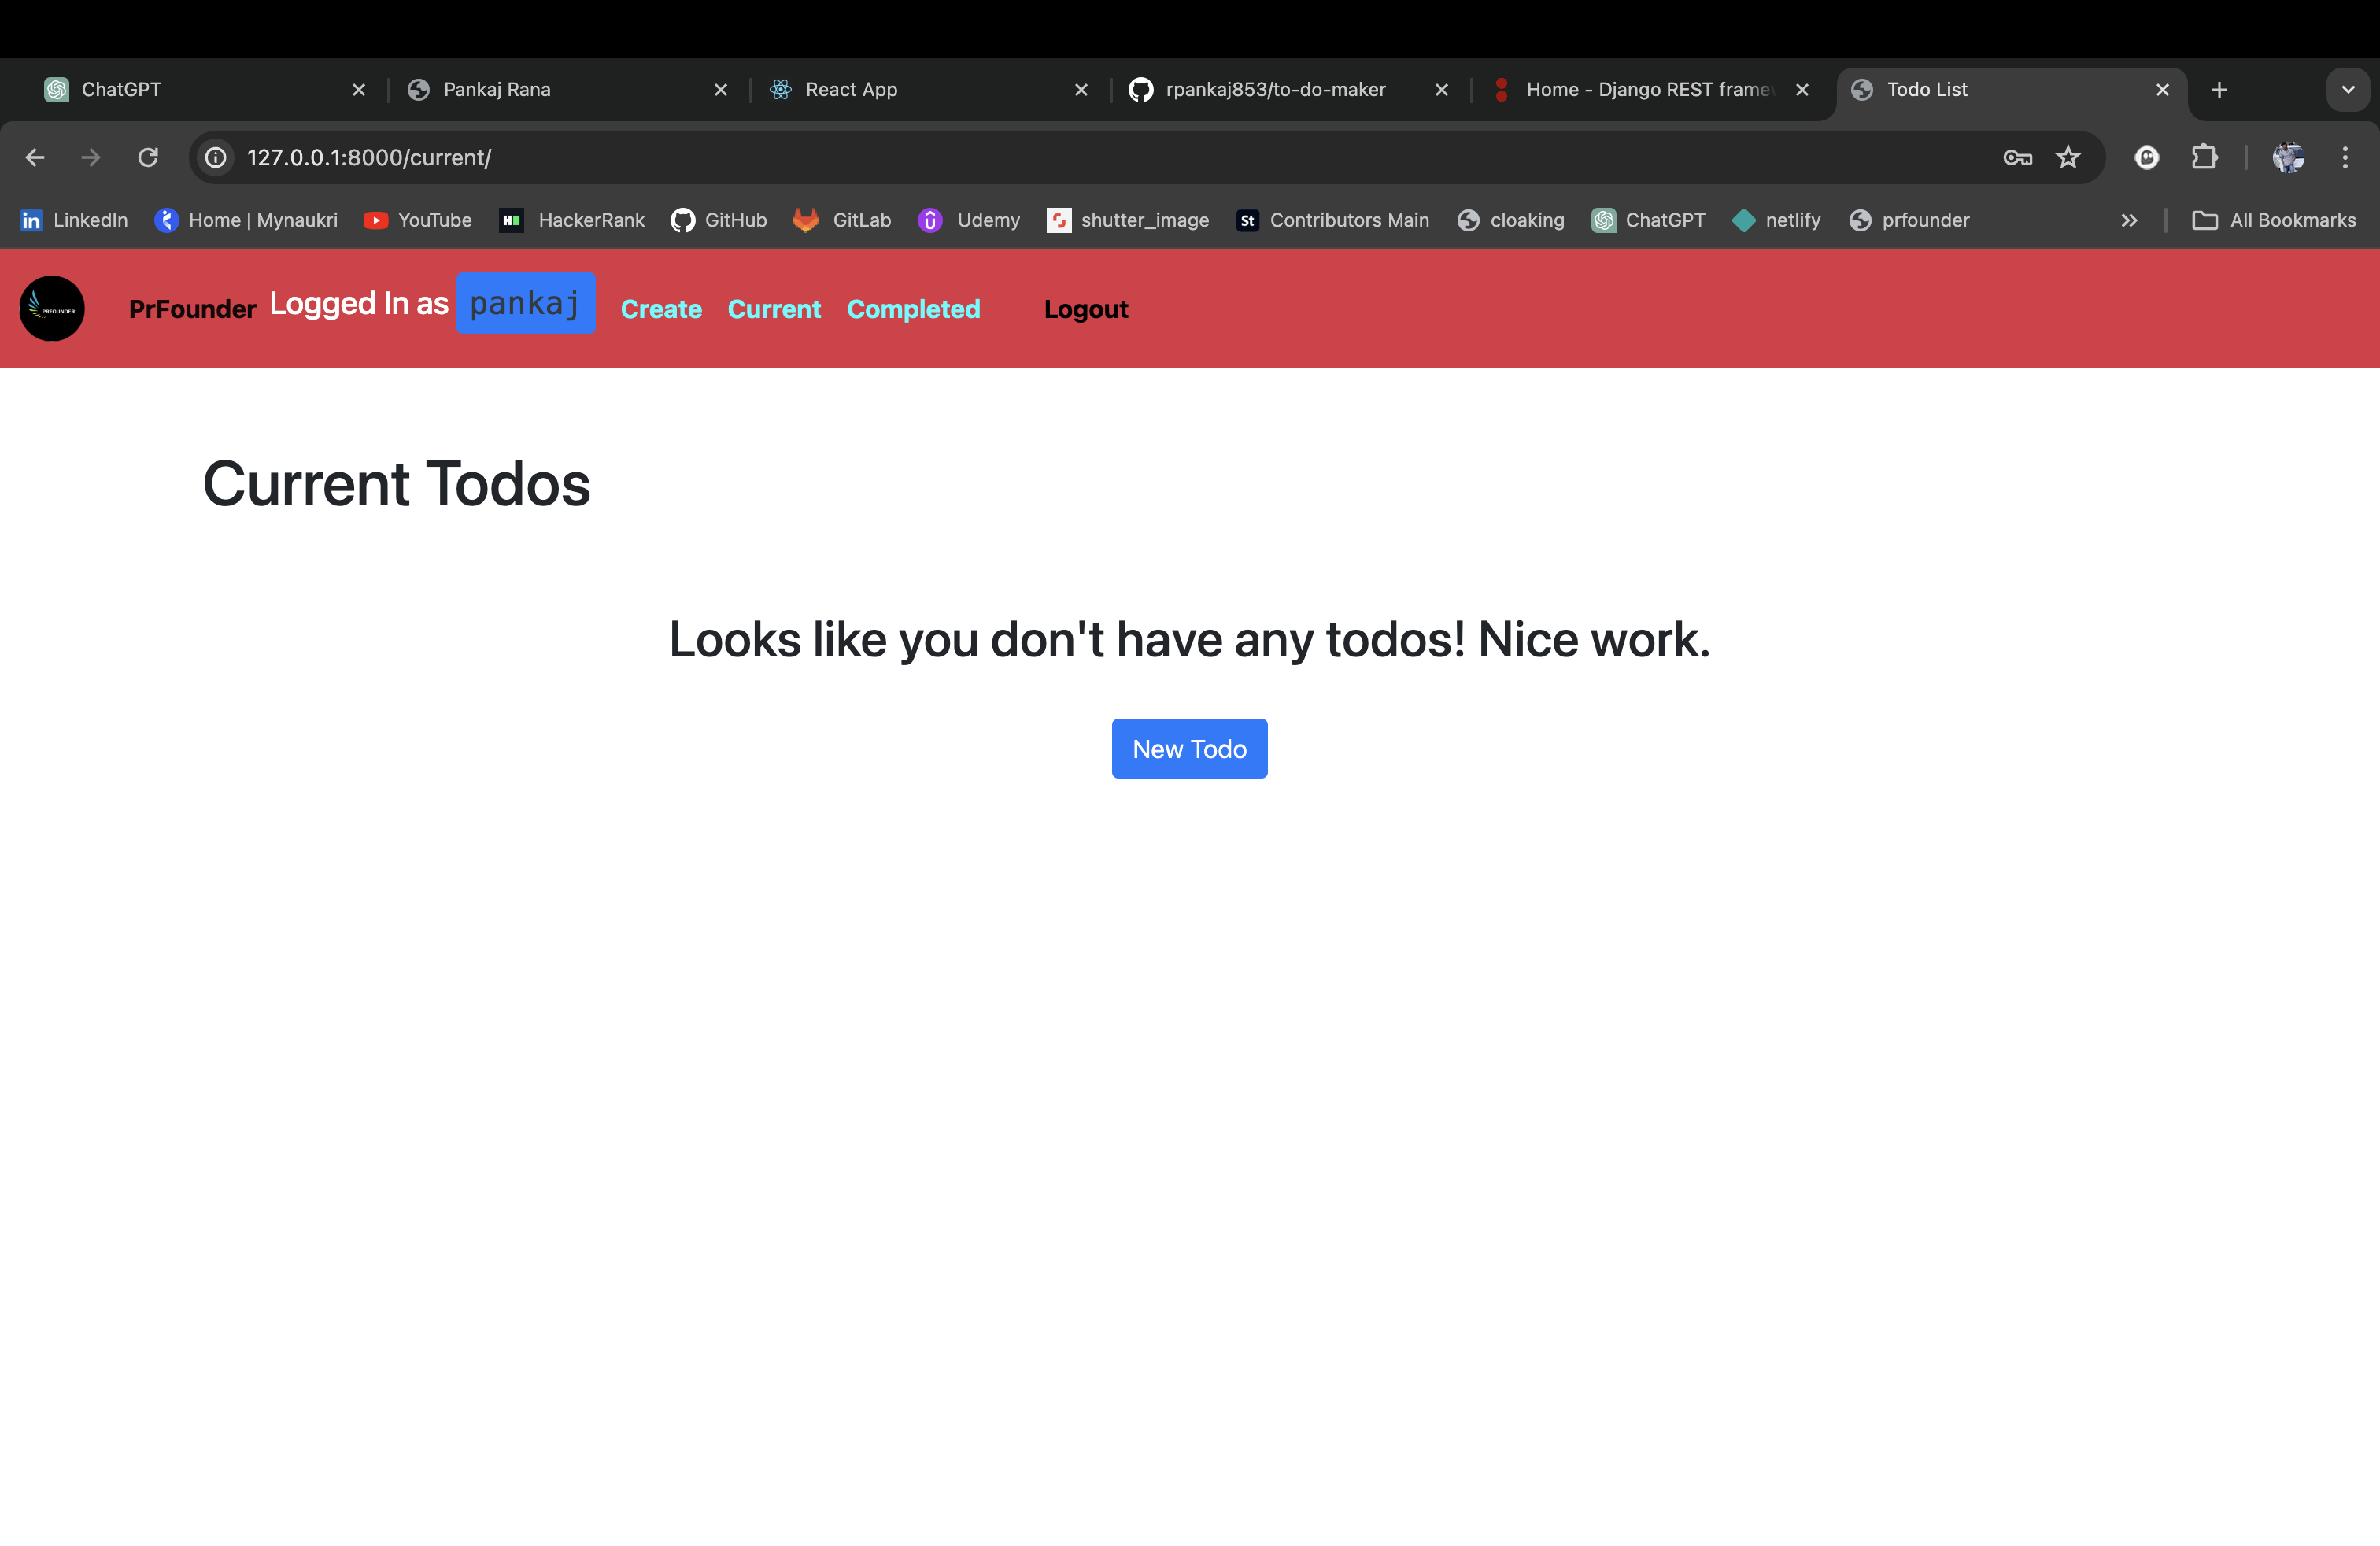 ChatGPT
Pankaj Rana
React App
rpankaj853/to-do-maker
Home - Django REST framew
Todo List
127.0.0.1:8000/current/
LinkedIn
Home | Mynaukri
YouTube
HackerRank
GitHub
GitLab
Udemy
shutter_image
Contributors Main
cloaking
ChatGPT
netlify
prfounder
All Bookmarks
PRFOUNDER
PrFounder Logged In as pankaj Create Current Completed Logout
Current Todos
Looks like you don't have any todos! Nice work.
New Todo